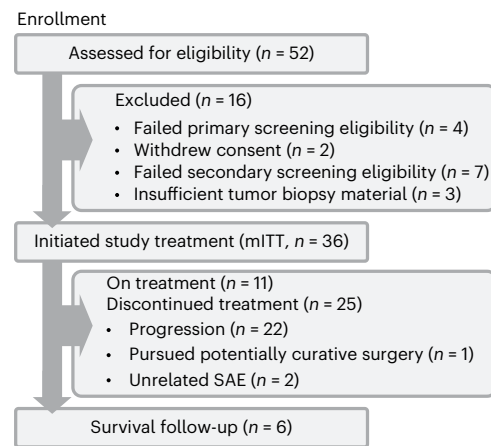 Enrollment
Assessed for eligibility (n = 52)
Excluded (n = 16)
• Failed primary screening eligibility (n = 4)
• Withdrew consent (n = 2)
• Failed secondary screening eligibility (n = 7)
• Insufficient tumor biopsy material (n = 3)
Initiated study treatment (mITT, n = 36)
On treatment (n = 11)
Discontinued treatment (n = 25)
• Progression (n = 22)
• Pursued potentially curative surgery (n = 1)
• Unrelated SAE (n = 2)
Survival follow-up (n = 6)